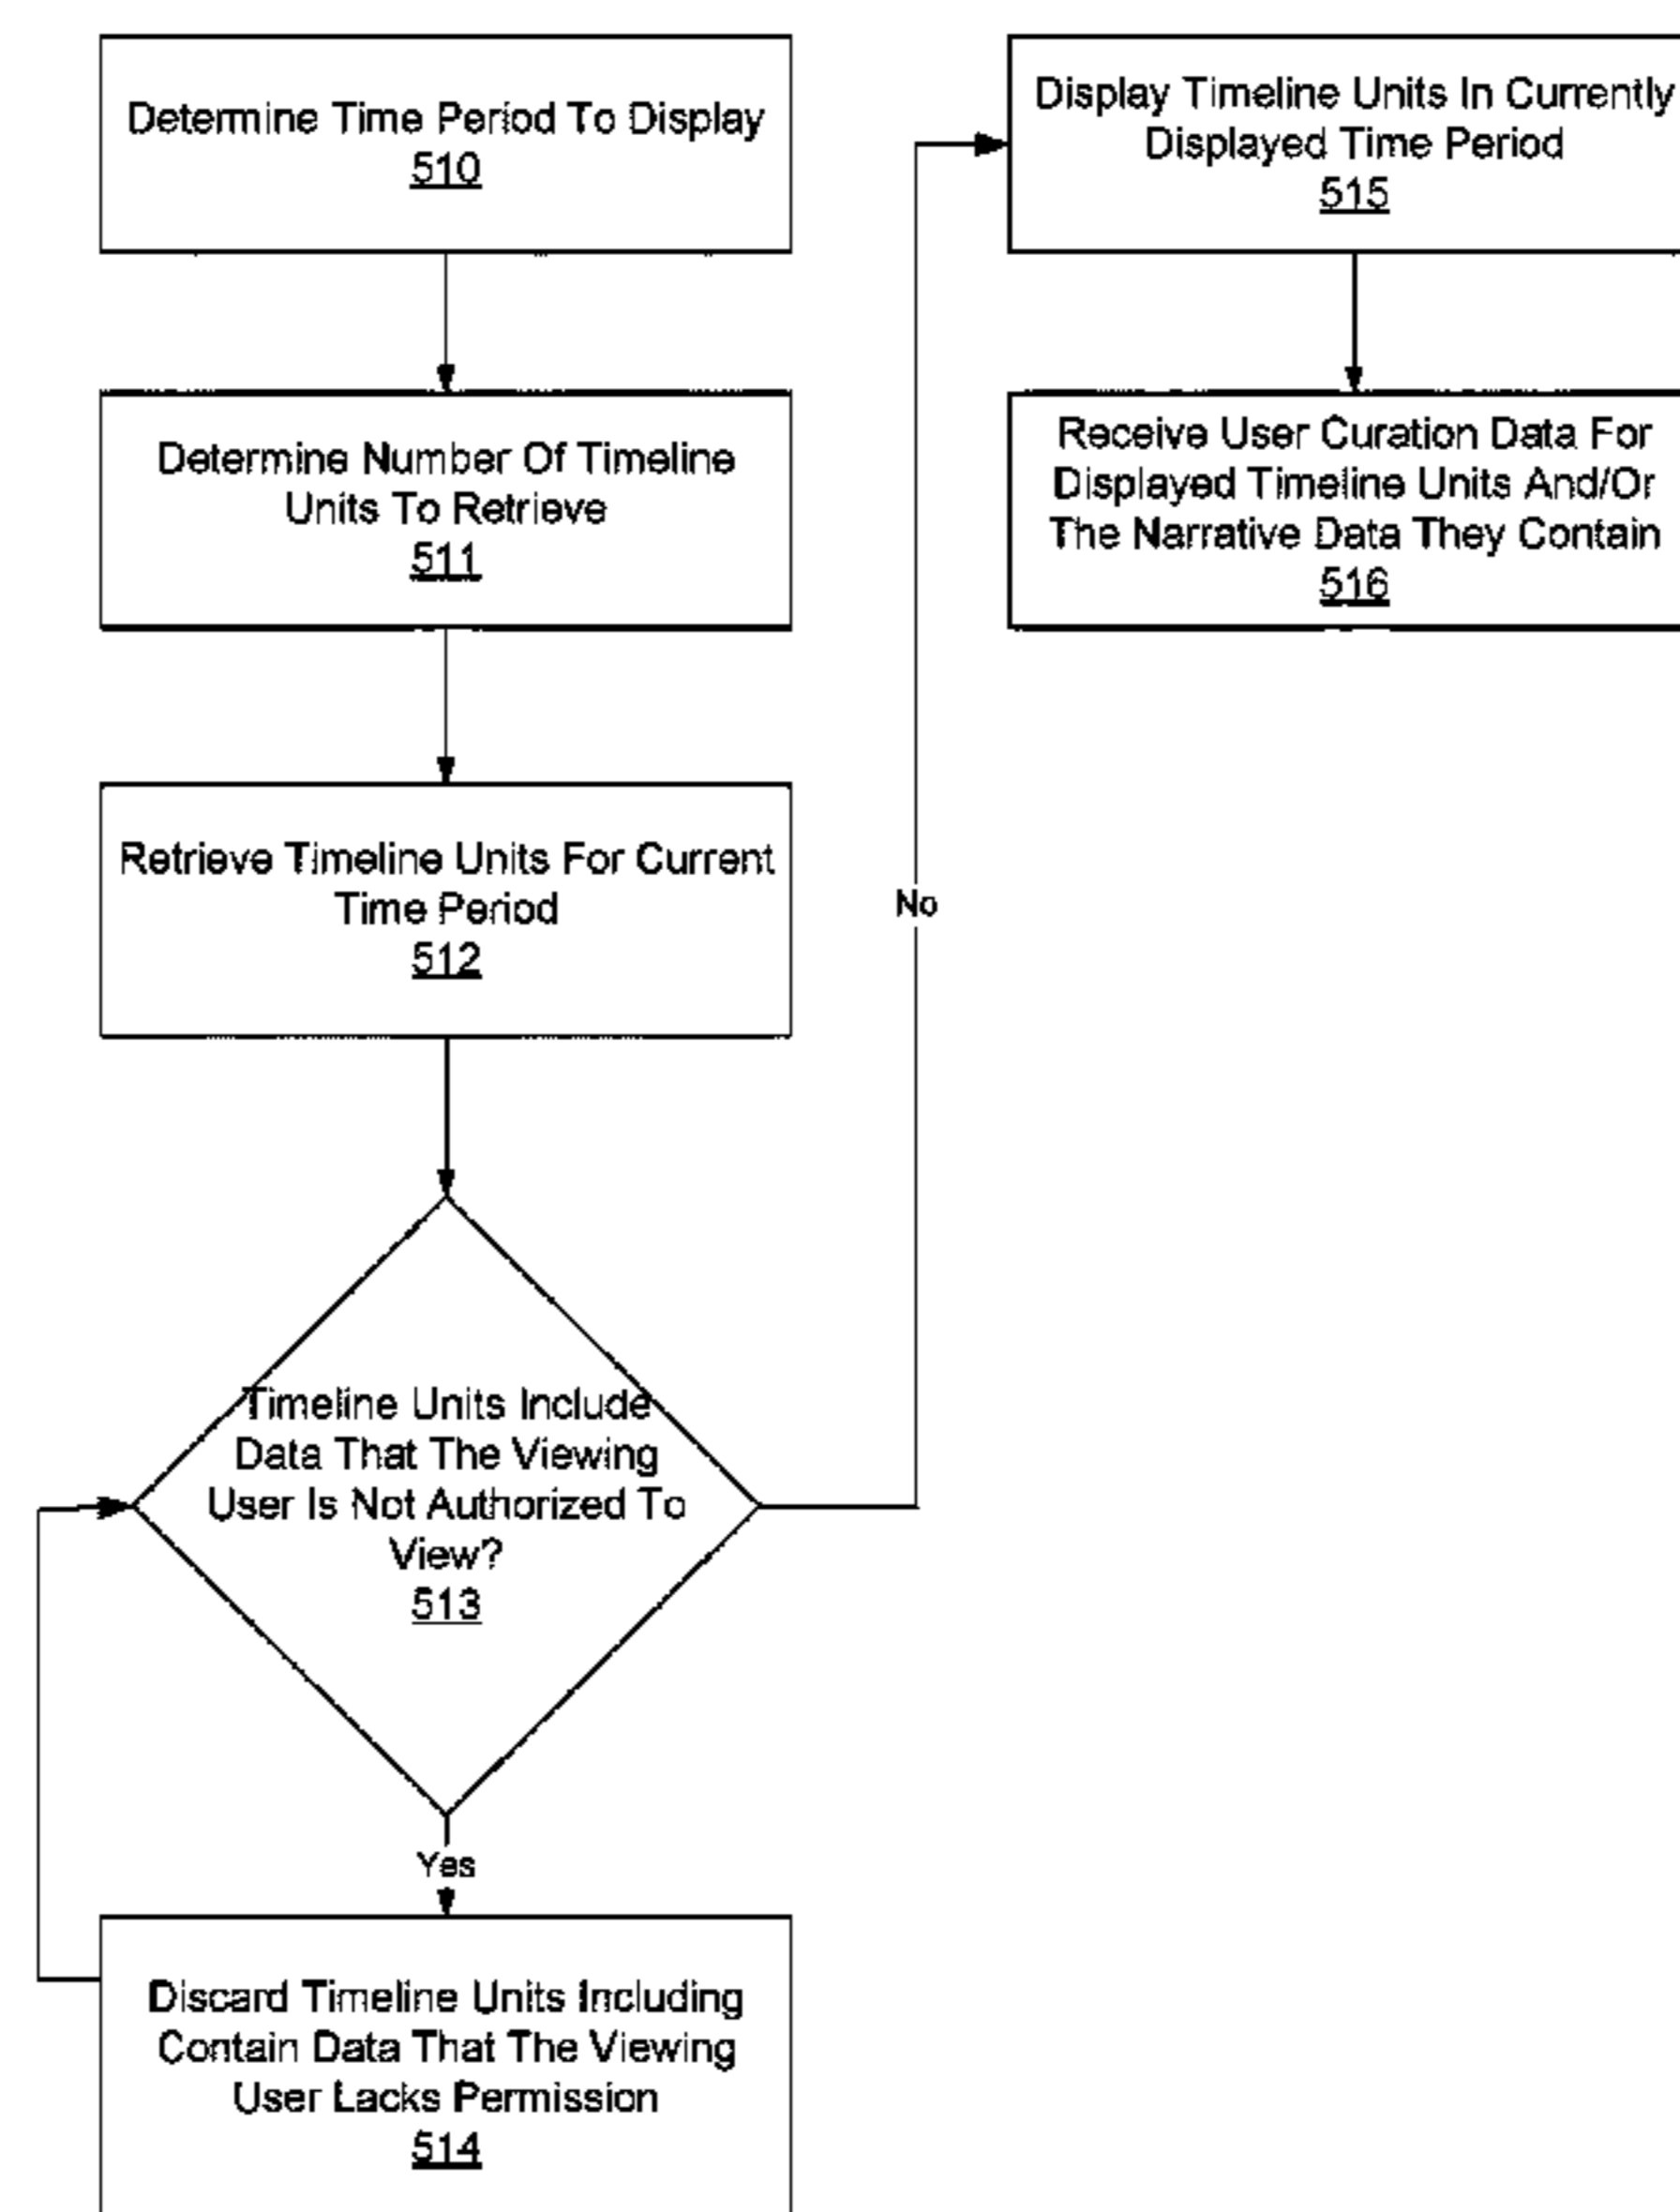 Determine Time Period To Display
510
Determine Number Of Timeline
Units To Retrieve
511
Retrieve Timeline Units For Current
Time Period
512
Timeline Units Include
Data That The Viewing
User Is Not Authorized To
View?
513
Yes
Discard Timeline Units Including
Contain Data That The Viewing
User Lacks Permission
514
No
Display Timeline Units In Currently
Displayed Time Period
515
Receive User Curation Data For
Displayed Timeline Units And/Or
The Narrative Data They Contain
516